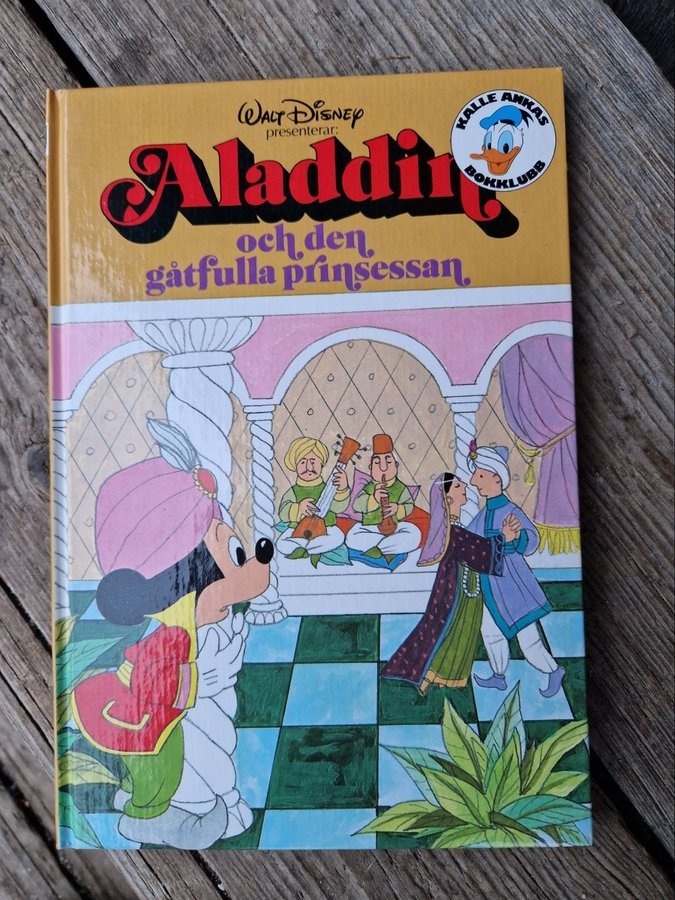 WALT DISNEY
presenterar:
Aladdin
och den
gåtfulla prinsessan
KALLE ANKAS
BOKKLUBB